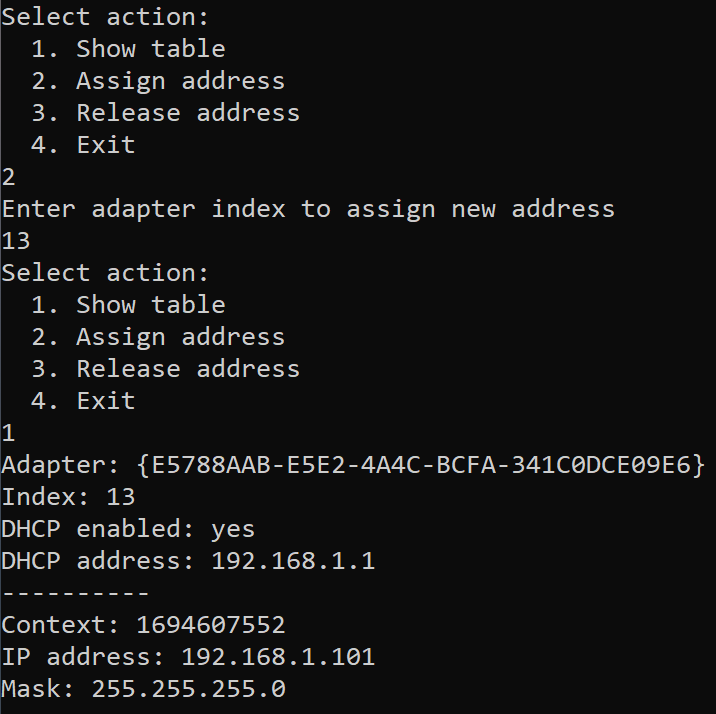 Select action:
  1. Show table
  2. Assign address
  3. Release address
  4. Exit
2
Enter adapter index to assign new address
13
Select action:
  1. Show table
  2. Assign address
  3. Release address
  4. Exit
1
Adapter: {E5788AAB-E5E2-4A4C-BCFA-341C0DCE09E6}
Index: 13
DHCP enabled: yes
DHCP address: 192.168.1.1
----------
Context: 1694607552
IP address: 192.168.1.101
Mask: 255.255.255.0